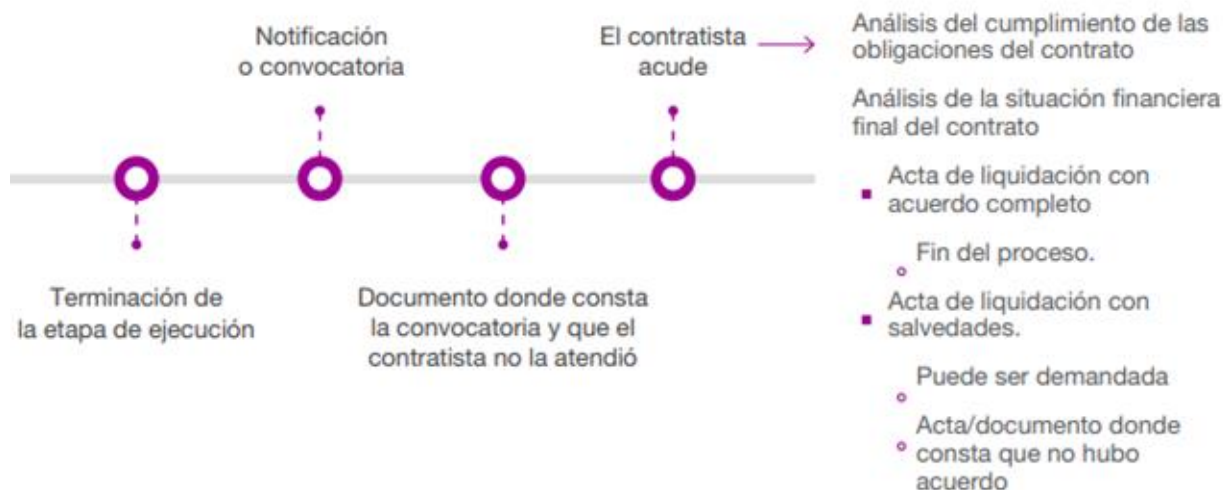 Notificación
o convocatoria
El contratista
acude
Terminación de
la etapa de ejecución
Documento donde consta
la convocatoria y que el
contratista no la atendió
Análisis del cumplimiento de las
obligaciones del contrato
Análisis de la situación financiera
final del contrato
Acta de liquidación con
acuerdo completo
Fin del proceso.
Acta de liquidación con
salvedades.
Puede ser demandada
Acta/documento donde
consta que no hubo
acuerdo